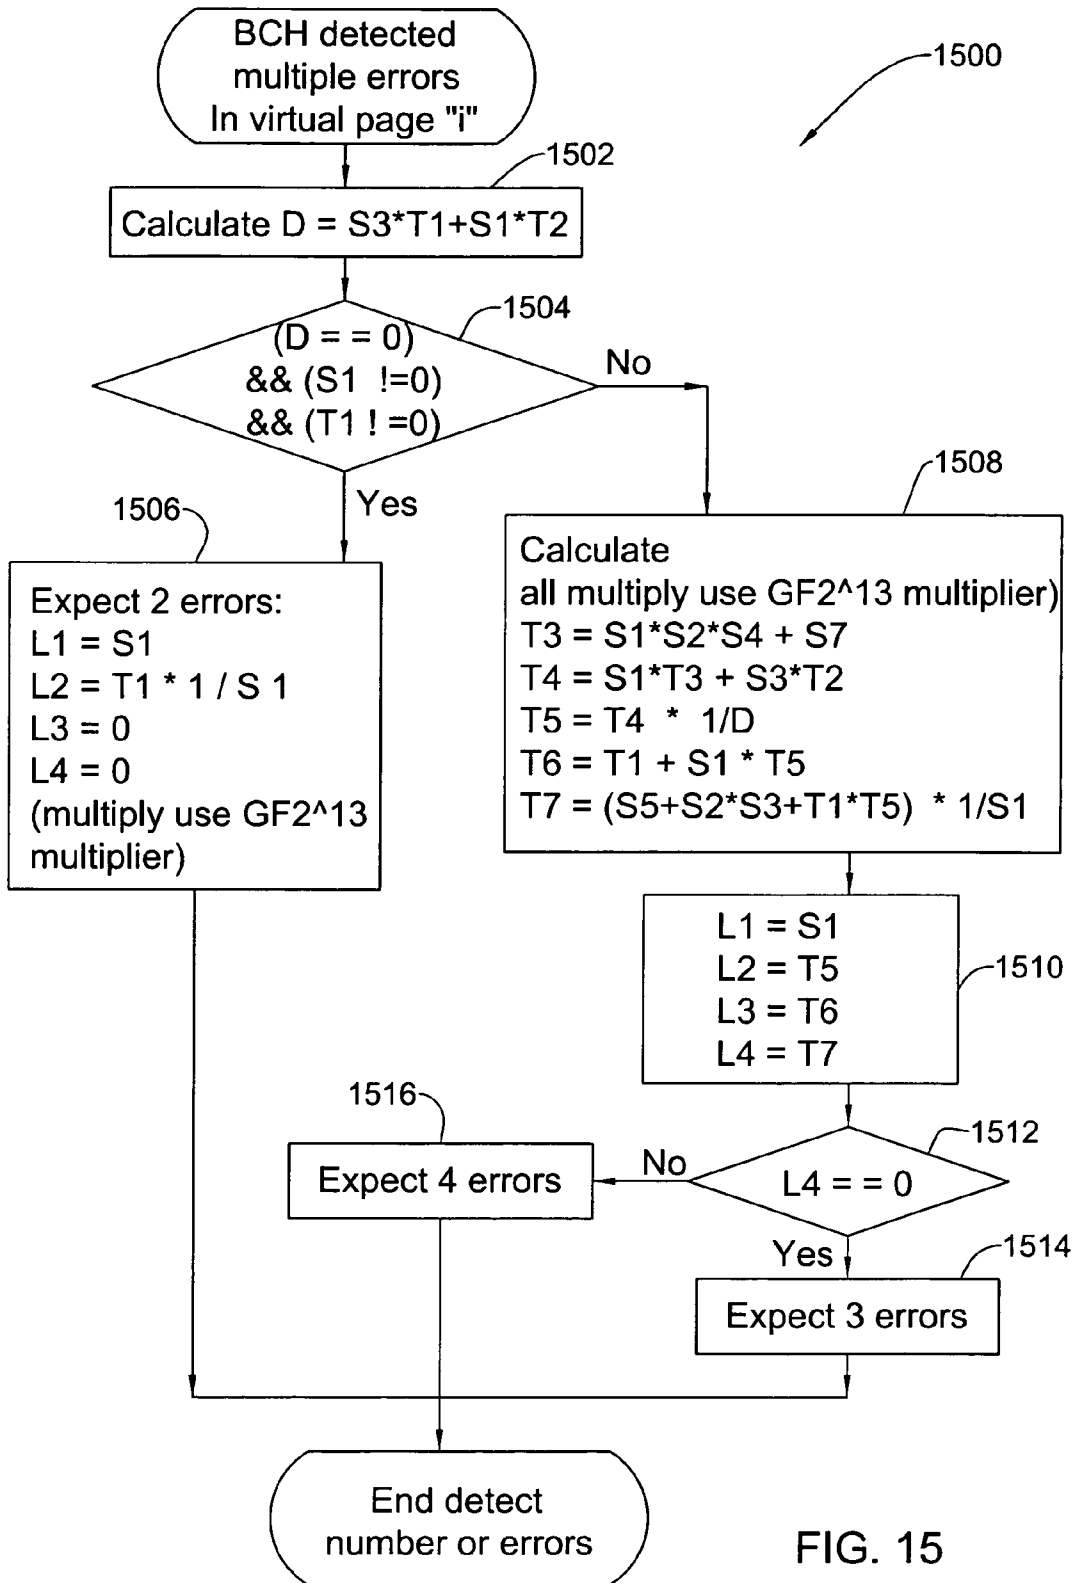 BCH detected
multiple errors
In virtual page "i"
1500
1502
Calculate D = S3*T1+S1*T2
1504
(D = = 0)
&& (S1 !=0)
&& (T1 ! =0)
No
Yes
1506
Expect 2 errors:
L1 = S1
L2 = T1 * 1 / S 1
L3 = 0
L4 = 0
(multiply use GF2^13
multiplier)
1508
Calculate
all multiply use GF2^13 multiplier)
T3 = S1*S2*S4 + S7
T4 = S1*T3 + S3*T2
T5 = T4 * 1/D
T6 = T1 + S1 * T5
T7 = (S5+S2*S3+T1*T5) * 1/S1
L1 = S1
L2 = T5
L3 = T6
L4 = T7
1510
1512
L4 = = 0
No
1516
Expect 4 errors
Yes
1514
Expect 3 errors
End detect
number or errors
FIG. 15